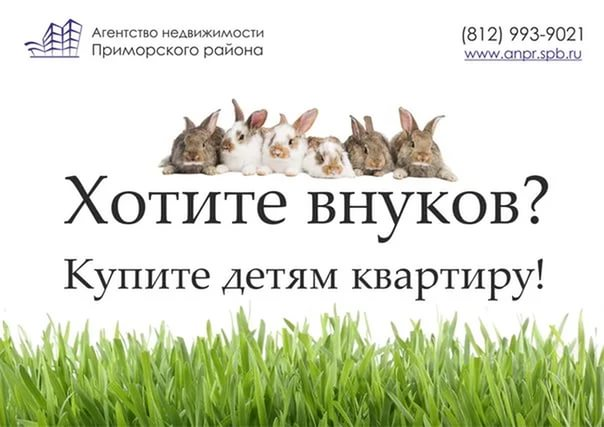 Агентство недвижимости
Приморского района
(812) 993-9021
www.anpr.spb.ru
Хотите внуков?
Купите детям квартиру!